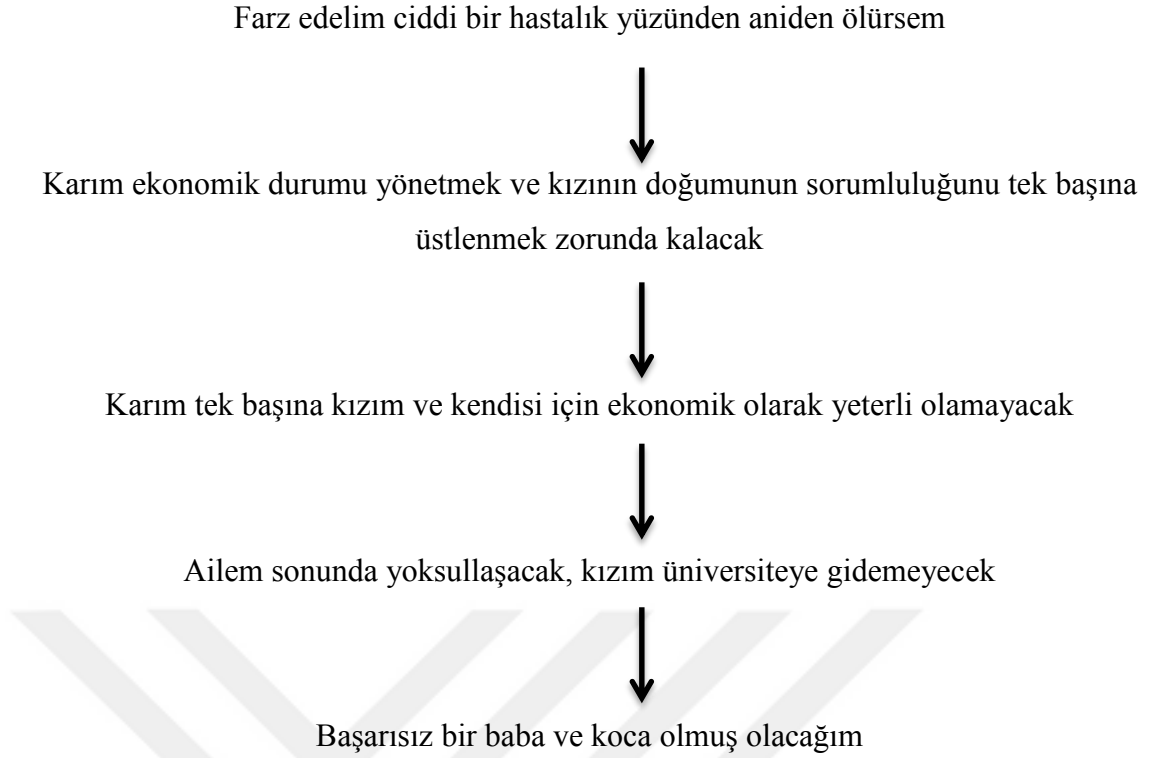 Farz edelim ciddi bir hastalık yüzünden aniden ölürsem
Karım ekonomik durumu yönetmek ve kızının doğumunun sorumluluğunu tek başına
üstlenmek zorunda kalacak
Karım tek başına kızım ve kendisi için ekonomik olarak yeterli olamayacak
Ailem sonunda yoksullaşacak, kızım üniversiteye gidemeyecek
Başarısız bir baba ve koca olmuş olacağım